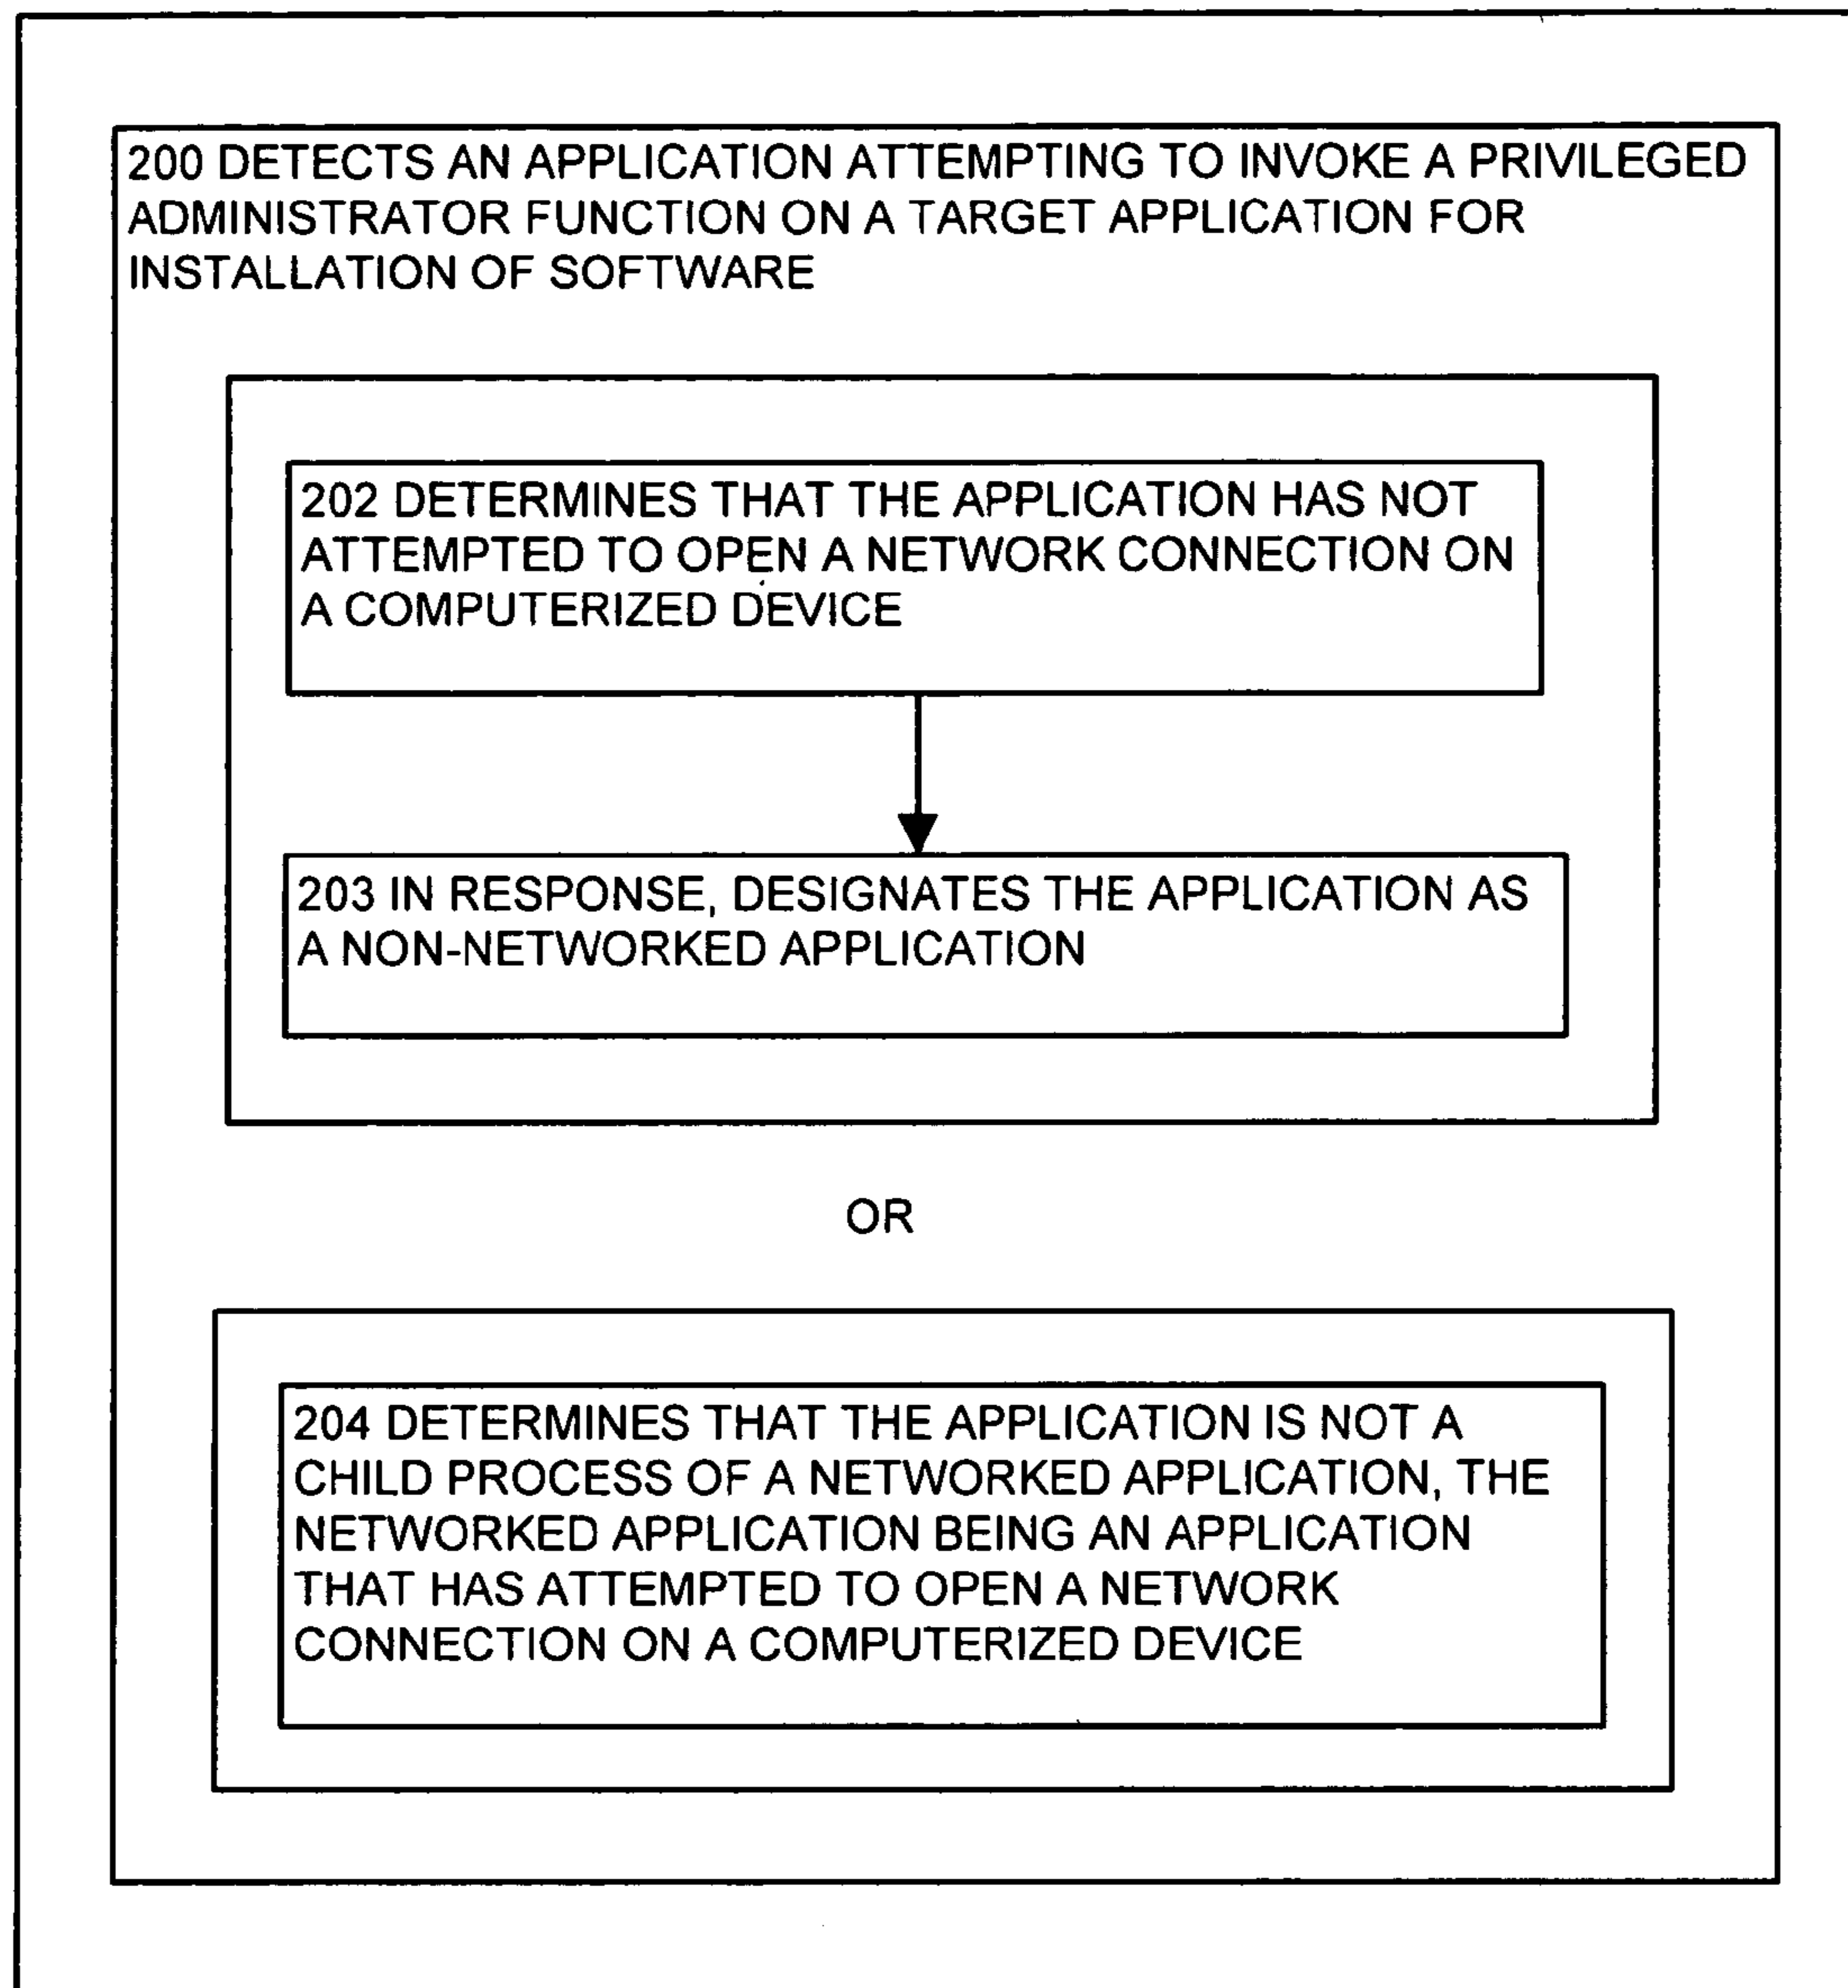 200 DETECTS AN APPLICATION ATTEMPTING TO INVOKE A PRIVILEGED
ADMINISTRATOR FUNCTION ON A TARGET APPLICATION FOR
INSTALLATION OF SOFTWARE
202 DETERMINES THAT THE APPLICATION HAS NOT
ATTEMPTED TO OPEN A NETWORK CONNECTION ON
A COMPUTERIZED DEVICE
203 IN RESPONSE, DESIGNATES THE APPLICATION AS
A NON-NETWORKED APPLICATION
OR
204 DETERMINES THAT THE APPLICATION IS NOT A
CHILD PROCESS OF A NETWORKED APPLICATION, THE
NETWORKED APPLICATION BEING AN APPLICATION
THAT HAS ATTEMPTED TO OPEN A NETWORK
CONNECTION ON A COMPUTERIZED DEVICE